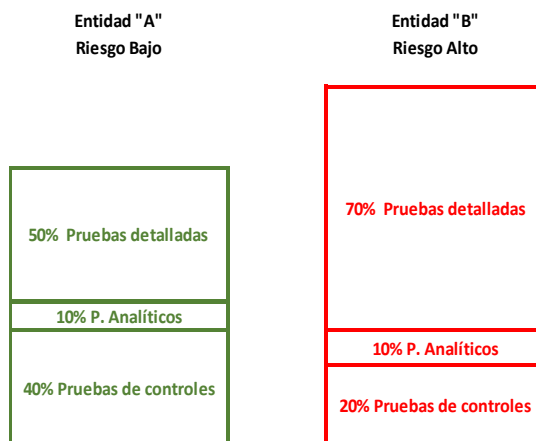 Entidad "A"
Riesgo Bajo
50% Pruebas detalladas
10% P. Analíticos
40% Pruebas de controles
Entidad "B"
Riesgo Alto
70% Pruebas detalladas
10% P. Analíticos
20% Pruebas de controles